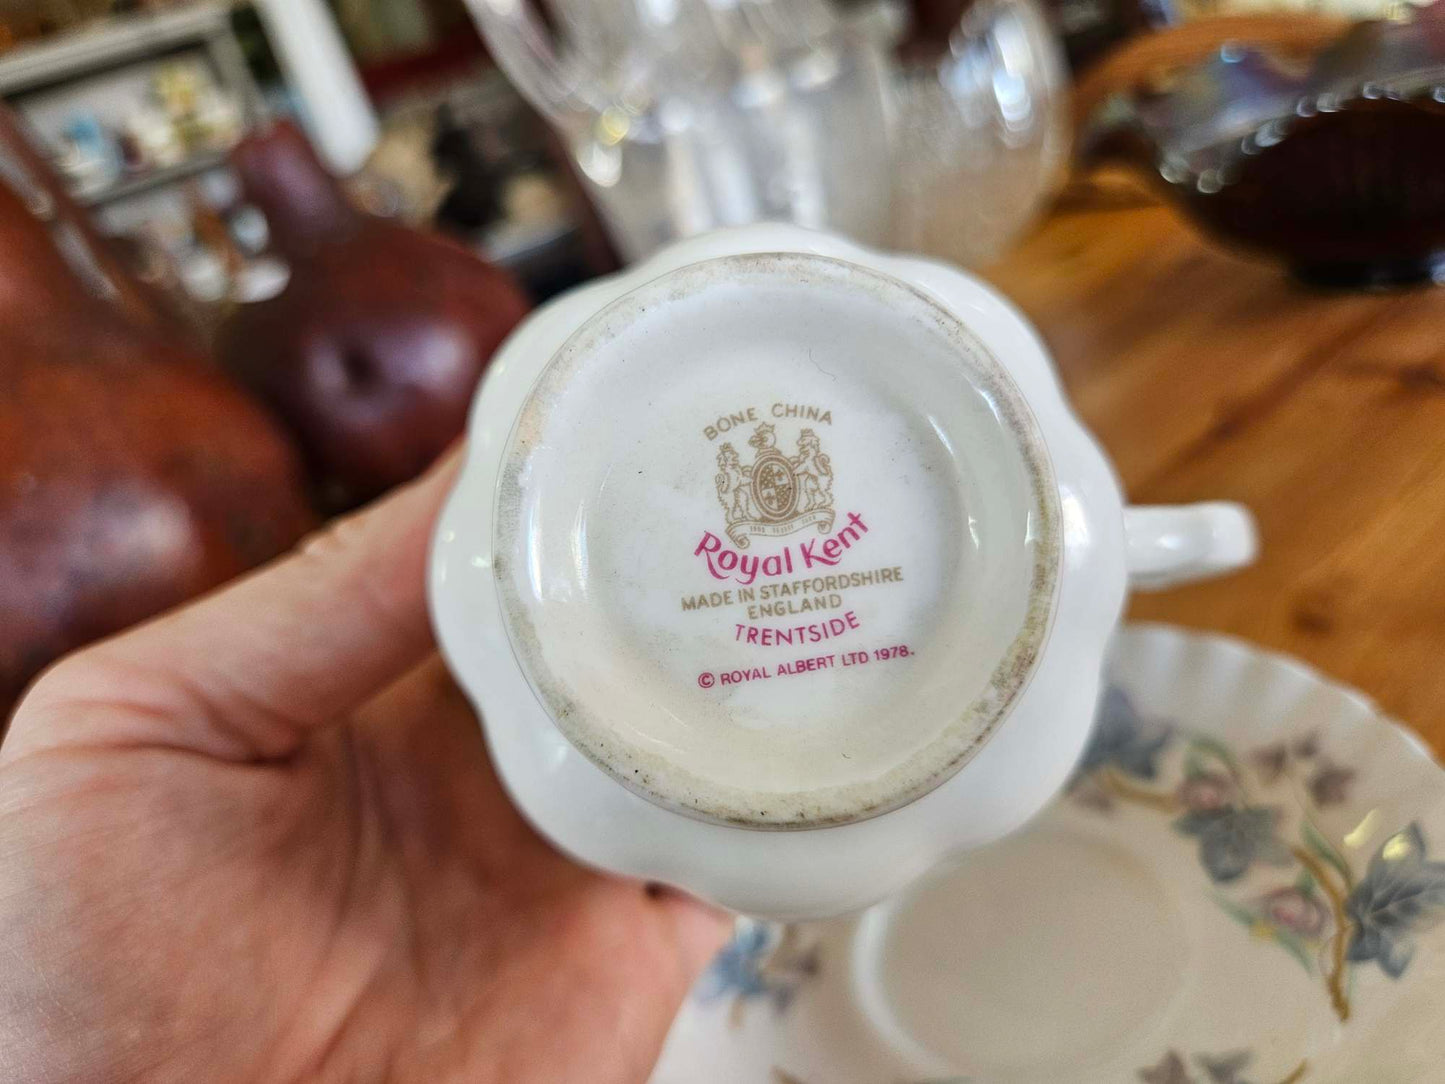 BONE CHINA
Royal Kent
MADE IN STAFFORDSHIRE
ENGLAND
TRENTSIDE
© ROYAL ALBERT LTD 1978.